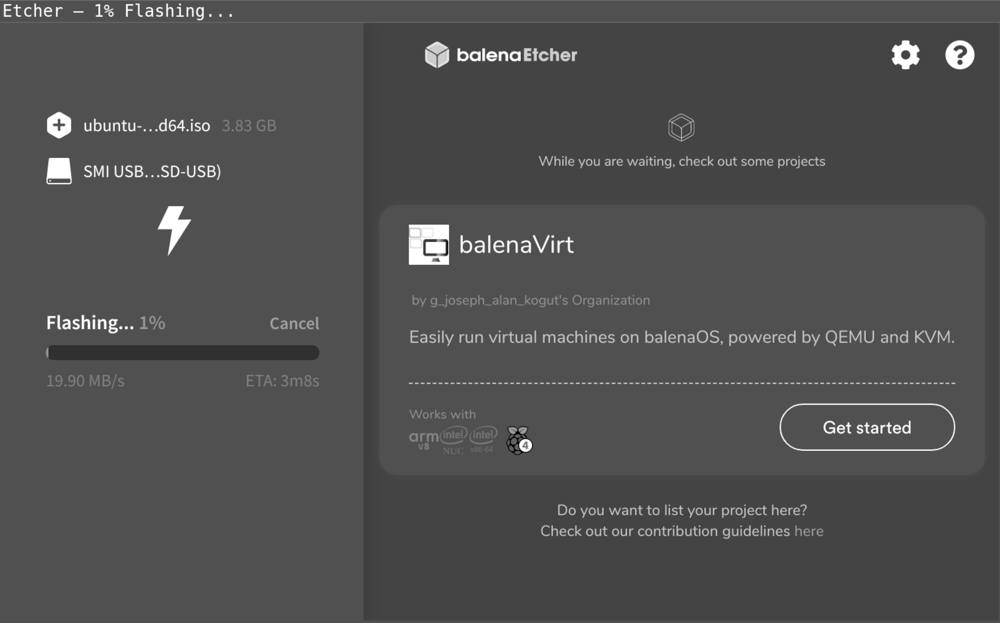 Etcher — 1% Flashing...
balenaEtcher
ubuntu-…d64.iso 3.83 GB
SMI USB…SD-USB)
Flashing... 1% Cancel
19.90 MB/s ETA: 3m8s
While you are waiting, check out some projects
balenaVirt
by g_joseph_alan_kogut's Organization
Easily run virtual machines on balenaOS, powered by QEMU and KVM.
Works with
arm v8
intel NUC
intel x86-64
4
Get started
Do you want to list your project here?
Check out our contribution guidelines here